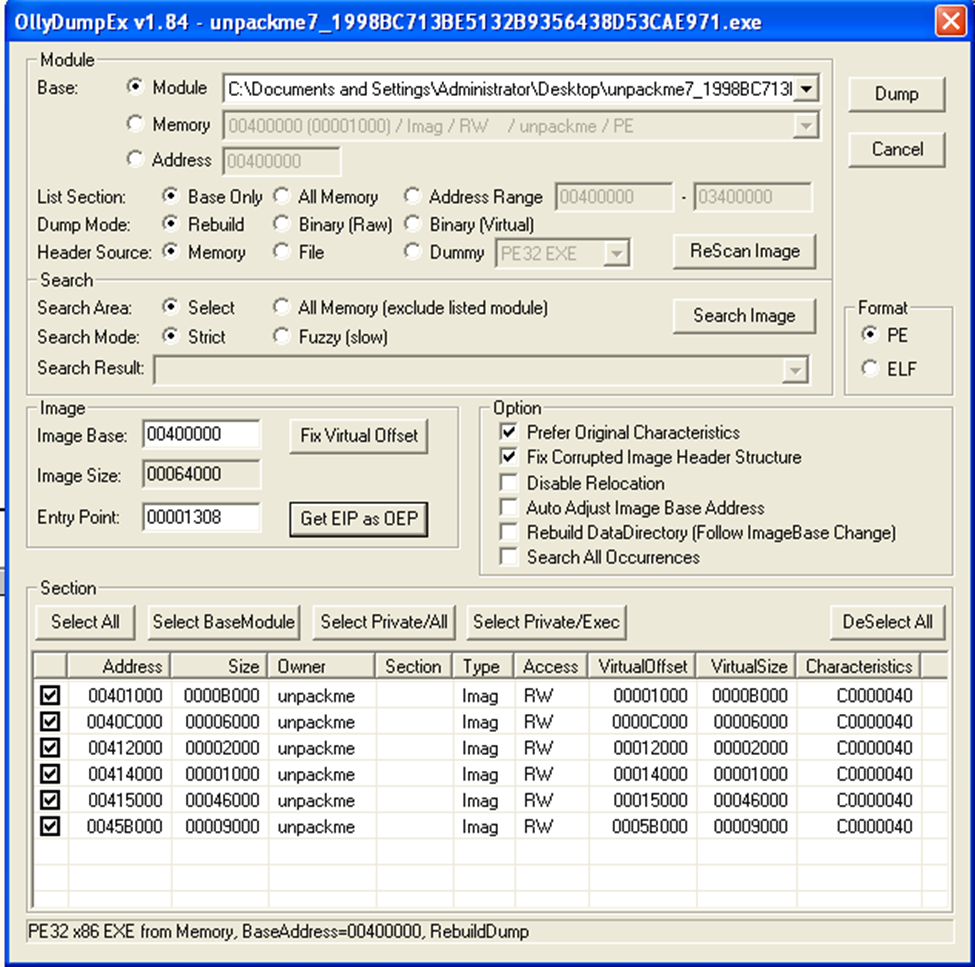 OllyDumpEx v1.84 - unpackme7_1998BC713BE5132B9356438D53CAE971.exe
Module
Base: Module C:\Documents and Settings\Administrator\Desktop\unpackme7_1998BC713I
Dump
Memory 00400000 (00001000) / Imag / RW / unpackme / PE
Cancel
Address 00400000
List Section: Base Only All Memory Address Range 00400000 - 03400000
Dump Mode: Rebuild Binary (Raw) Binary (Virtual)
Header Source: Memory File Dummy PE32 EXE ReScan Image
Search
Search Area: Select All Memory (exclude listed module) Search Image
Search Mode: Strict Fuzzy (slow)
Search Result:
Format
PE
ELF
Image
Image Base: 00400000 Fix Virtual Offset
Image Size: 00064000
Entry Point: 00001308 Get EIP as OEP
Option
Prefer Original Characteristics
Fix Corrupted Image Header Structure
Disable Relocation
Auto Adjust Image Base Address
Rebuild DataDirectory (Follow ImageBase Change)
Search All Occurrences
Section
Select All Select BaseModule Select Private/All Select Private/Exec DeSelect All
Address Size Owner Section Type Access VirtualOffset VirtualSize Characteristics
00401000 0000B000 unpackme Imag RW 00001000 0000B000 C0000040
0040C000 00006000 unpackme Imag RW 0000C000 00006000 C0000040
00412000 00002000 unpackme Imag RW 00012000 00002000 C0000040
00414000 00001000 unpackme Imag RW 00014000 00001000 C0000040
00415000 00046000 unpackme Imag RW 00015000 00046000 C0000040
0045B000 00009000 unpackme Imag RW 0005B000 00009000 C0000040
PE32 x86 EXE from Memory, BaseAddress=00400000, RebuildDump